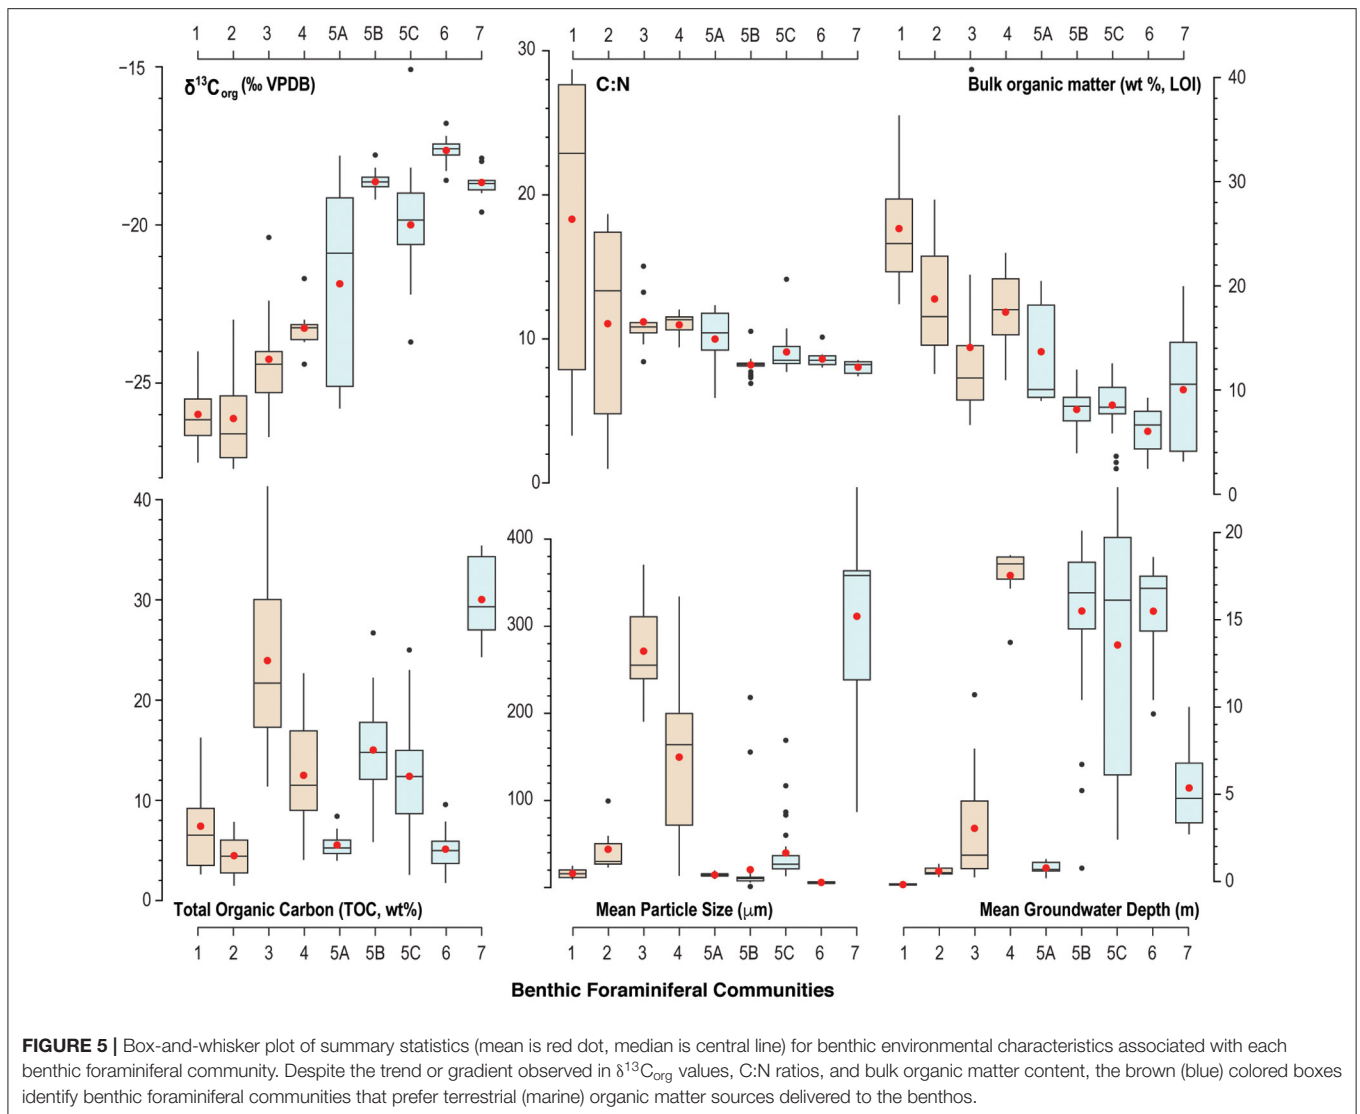 1 2 3 4 5A 5B 5C 6 7
1 2 3 4 5A 5B 5C 6 7
1 2 3 4 5A 5B 5C 6 7
δ¹³Corg (‰ VPDB)
−15
−20
−25
C:N
30
20
10
0
Bulk organic matter (wt %, LOI)
40
30
20
10
0
40
30
20
10
0
Total Organic Carbon (TOC, wt%)
400
300
200
100
Mean Particle Size (μm)
20
15
10
5
0
Mean Groundwater Depth (m)
1 2 3 4 5A 5B 5C 6 7
1 2 3 4 5A 5B 5C 6 7
1 2 3 4 5A 5B 5C 6 7
Benthic Foraminiferal Communities
FIGURE 5 | Box-and-whisker plot of summary statistics (mean is red dot, median is central line) for benthic environmental characteristics associated with each
benthic foraminiferal community. Despite the trend or gradient observed in δ¹³Corg values, C:N ratios, and bulk organic matter content, the brown (blue) colored boxes
identify benthic foraminiferal communities that prefer terrestrial (marine) organic matter sources delivered to the benthos.